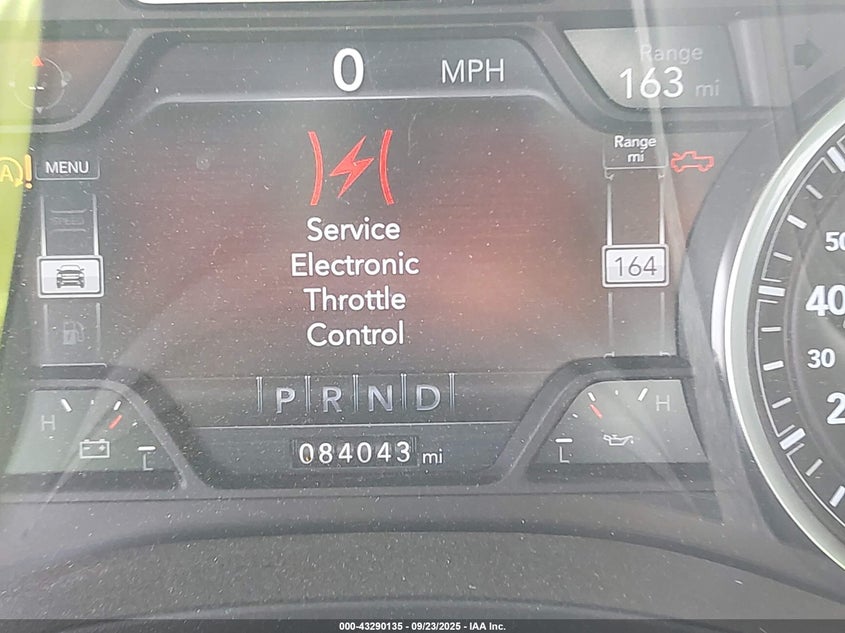 0 MPH
Range
163 mi
A!
MENU
Range
mi
Service
Electronic
Throttle
Control
164
50
40
30
2
P R N D
H
L
084043 mi
H
L
000-43290135 - 09/23/2025 - IAA Inc.